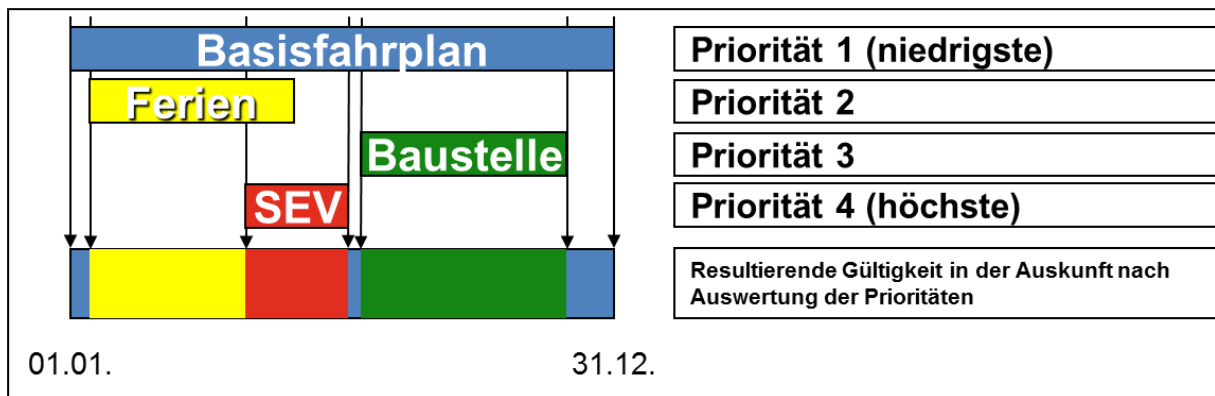 Basisfahrplan
Priorität 1 (niedrigste)
Ferien
Priorität 2
Baustelle
Priorität 3
SEV
Priorität 4 (höchste)
Resultierende Gültigkeit in der Auskunft nach
Auswertung der Prioritäten
01.01.
31.12.